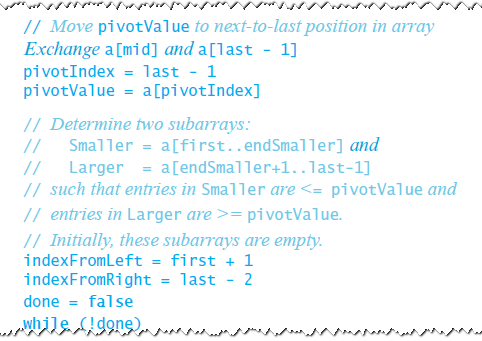 // Move pivotValue to next-to-last position in array
Exchange a[mid] and a[last - 1]
pivotIndex = last - 1
pivotValue = a[pivotIndex]
// Determine two subarrays:
// Smaller = a[first..endSmaller] and
// Larger = a[endSmaller+1..last-1]
// such that entries in Smaller are <= pivotValue and
// entries in Larger are >= pivotValue.
// Initially, these subarrays are empty.
indexFromLeft = first + 1
indexFromRight = last - 2
done = false
while (!done)